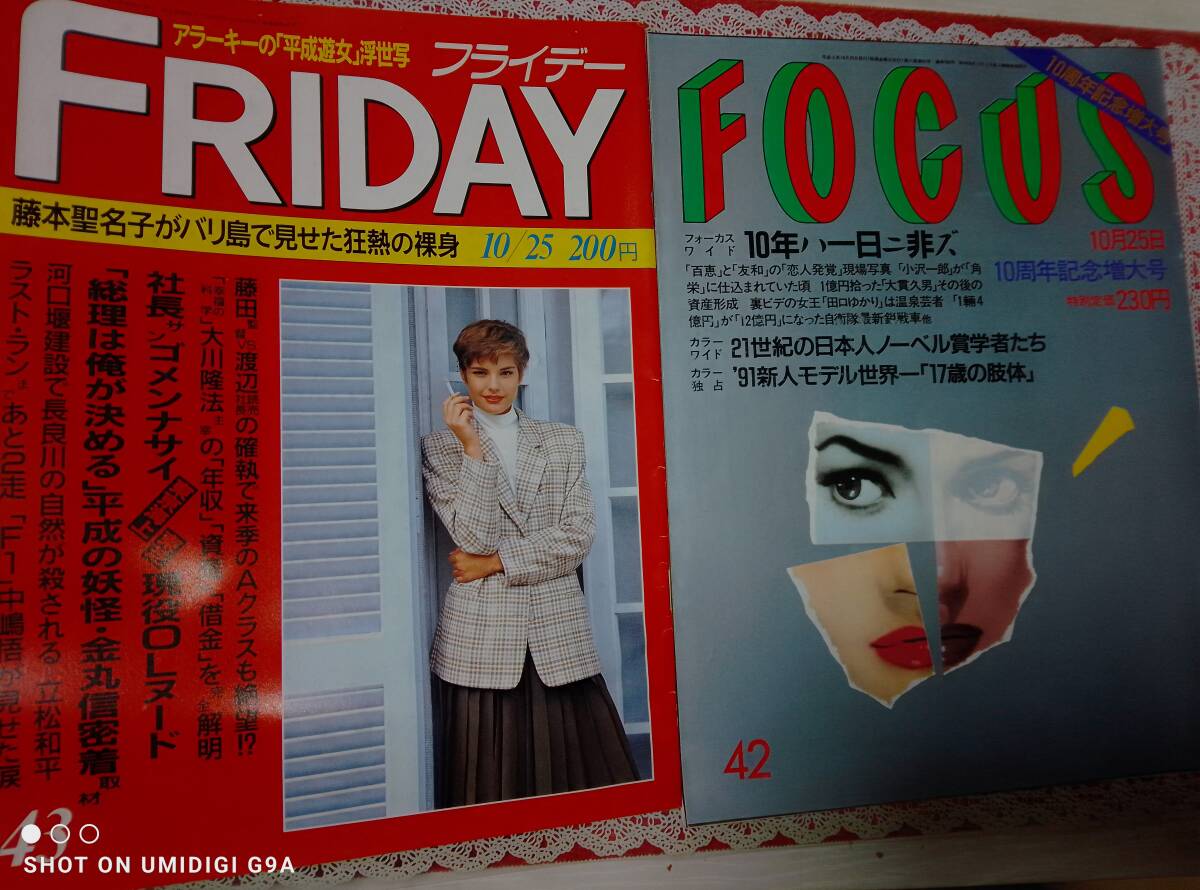 アラーキーの「平成遊女」浮世写
フライデー
FRIDAY
藤本聖名子がバリ島で見せた狂熱の裸身 10/25 200円
藤田監督VS渡辺読売社長の確執で来季のAクラスも絶望!?
「幸福の科学」大川隆法主宰の「年収」「資産」「借金」を完全解明
社長サンゴメンナサイ 現役OLヌード
「総理は俺が決める」平成の妖怪・金丸信密着取材
河口堰建設で長良川の自然が殺される 立松和平
ラスト・ランまであと2走「F1」中嶋悟が見せた涙
43
FOCUS
10周年記念増大号
10月25日
フォーカスワイド 10年ハ一日ニ非ズ
10周年記念増大号
特別定価230円
「百恵」と「友和」の「恋人発覚」現場写真 「小沢一郎」が「角
栄」に仕込まれていた頃 1億円拾った「大貫久男」その後の
資産形成 裏ビデの女王「田口ゆかり」は温泉芸者 「1輛4
億円」が「12億円」になった自衛隊最新鋭戦車他
カラーワイド 21世紀の日本人ノーベル賞学者たち
カラー独占 '91新人モデル世界一「17歳の肢体」
42
SHOT ON UMIDIGI G9A